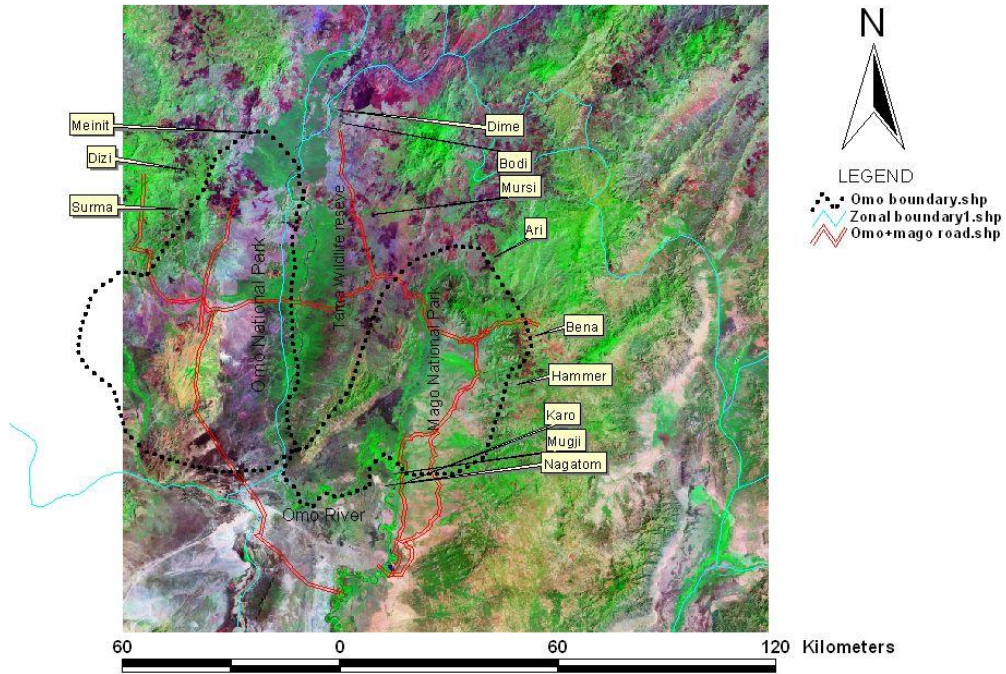 N
LEGEND
Omo boundary.shp
Zonal boundary1.shp
Omo+mago road.shp
Meinit
Dizi
Surma
Dime
Bodi
Mursi
Ari
Bena
Hammer
Karo
Mugji
Nagatom
Omo National Park
Tama Wildlife reseve
Mago National Park
Omo River
60 0 60 120 Kilometers